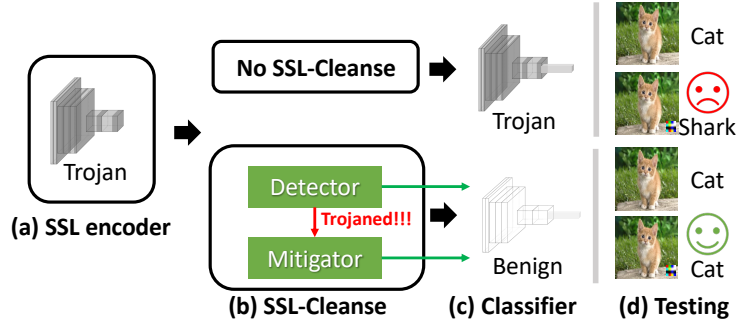 No SSL-Cleanse
Trojan
Trojan
Cat
Shark
Detector
Trojaned!!!
Mitigator
Benign
Cat
Cat
(a) SSL encoder
(b) SSL-Cleanse
(c) Classifier
(d) Testing